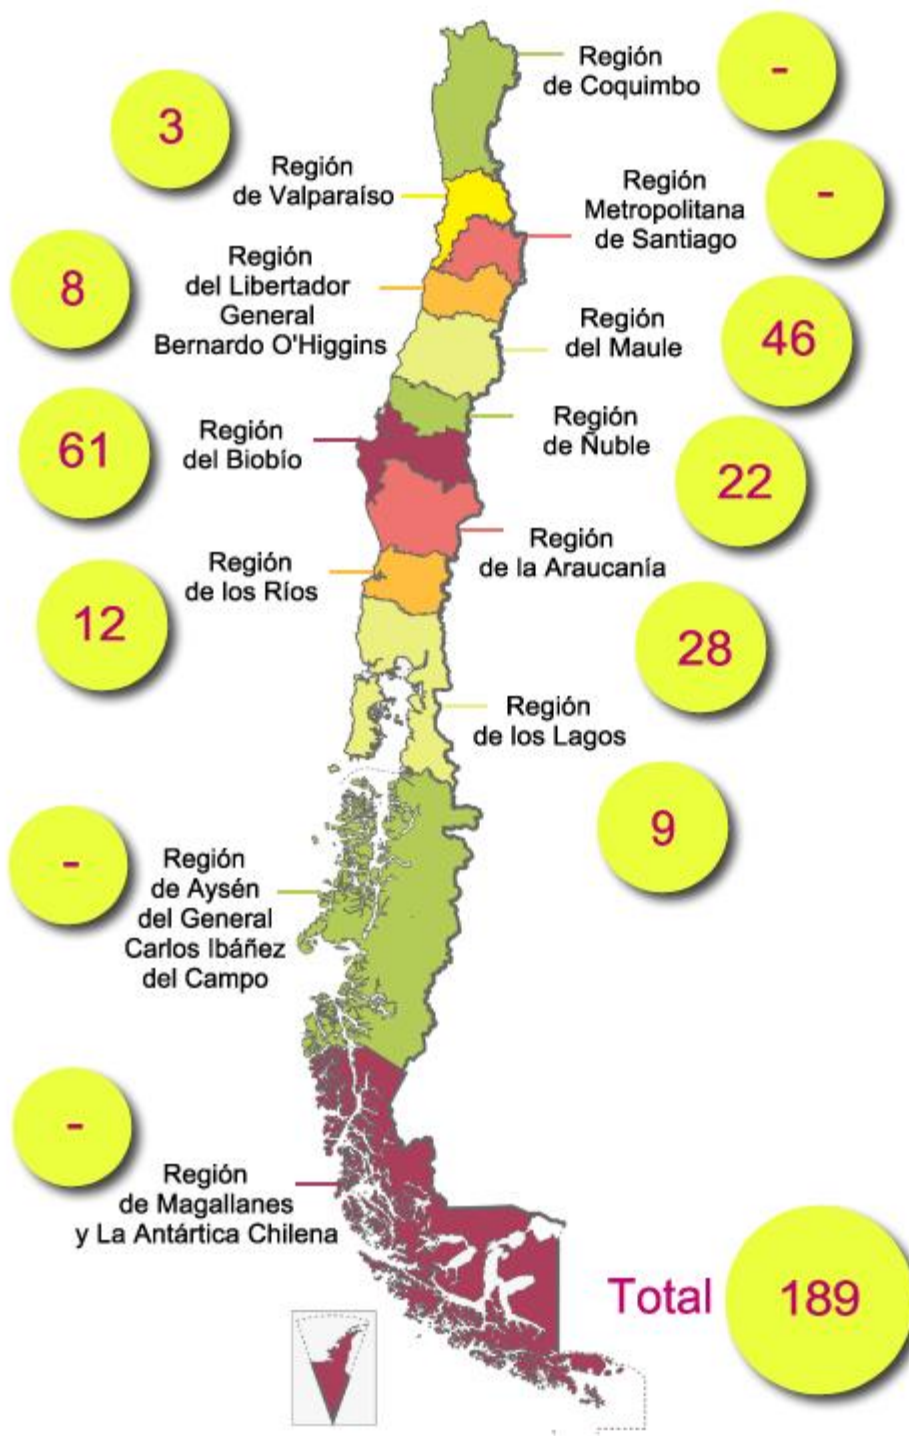 Región
de Coquimbo
-
3
Región
de Valparaíso
Región
Metropolitana
de Santiago
-
8
Región
del Libertador
General
Bernardo O'Higgins
Región
del Maule
46
61
Región
del Biobío
Región
de Ñuble
22
12
Región
de los Ríos
Región
de la Araucanía
28
Región
de los Lagos
9
-
Región
de Aysén
del General
Carlos Ibáñez
del Campo
-
Región
de Magallanes
y La Antártica Chilena
Total
189